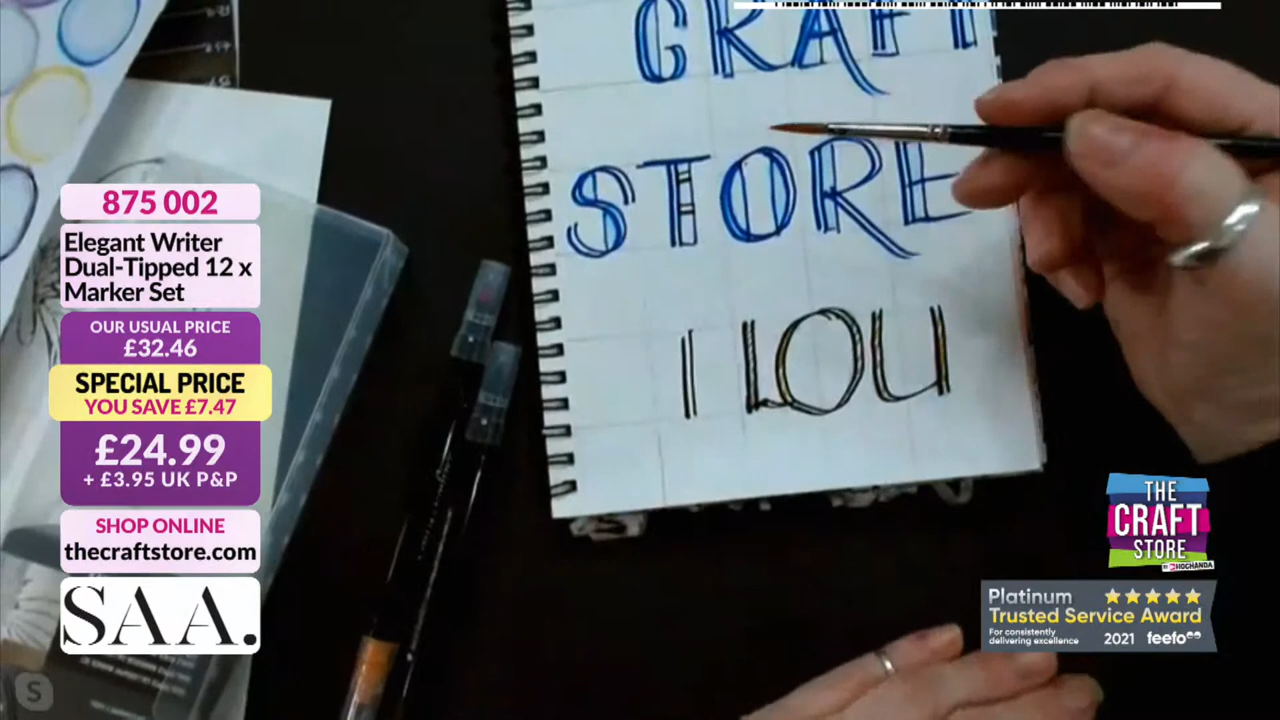 875 002
Elegant Writer
Dual-Tipped 12 x
Marker Set
OUR USUAL PRICE
£32.46
SPECIAL PRICE
YOU SAVE £7.47
£24.99
+ £3.95 UK P&P
SHOP ONLINE
thecraftstore.com
SAA.
CRAFT
STORE
I LOU
THE
CRAFT
STORE
BY HOCHANDA
Platinum
Trusted Service Award
For consistently
delivering excellence
2021 feefo
S